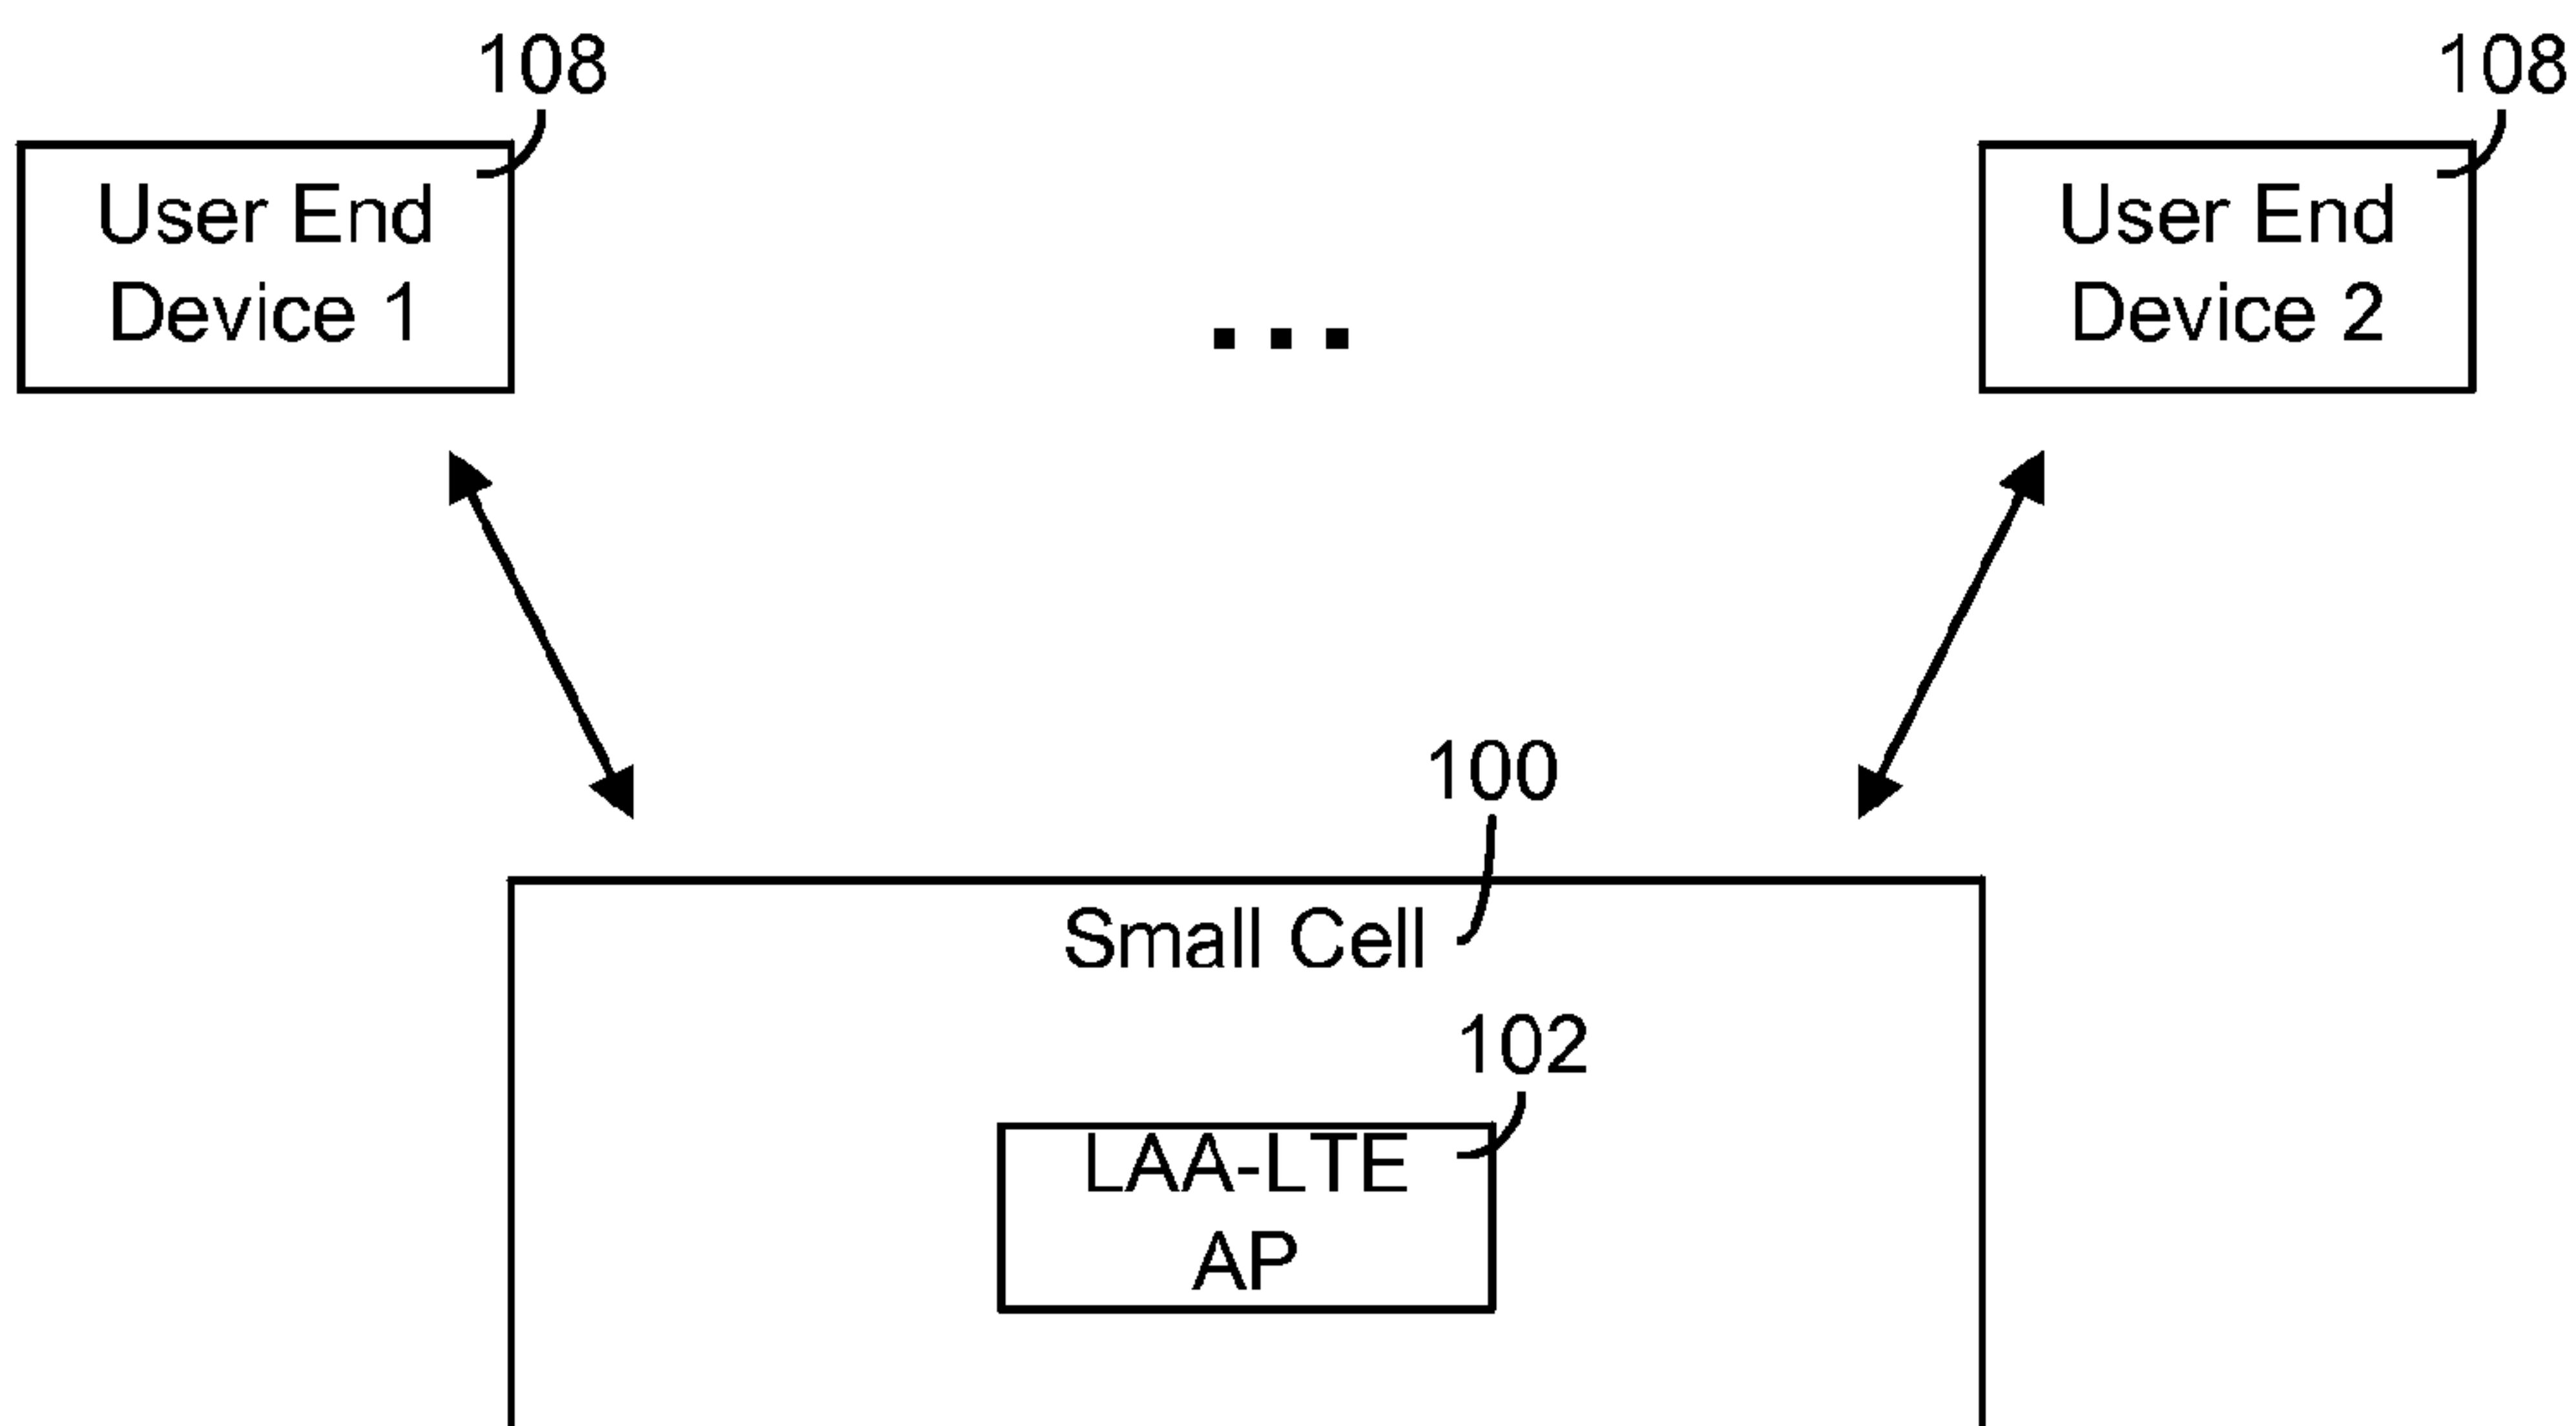 108
108
User End
Device 1
...
User End
Device 2
100
Small Cell
102
LAA-LTE
AP